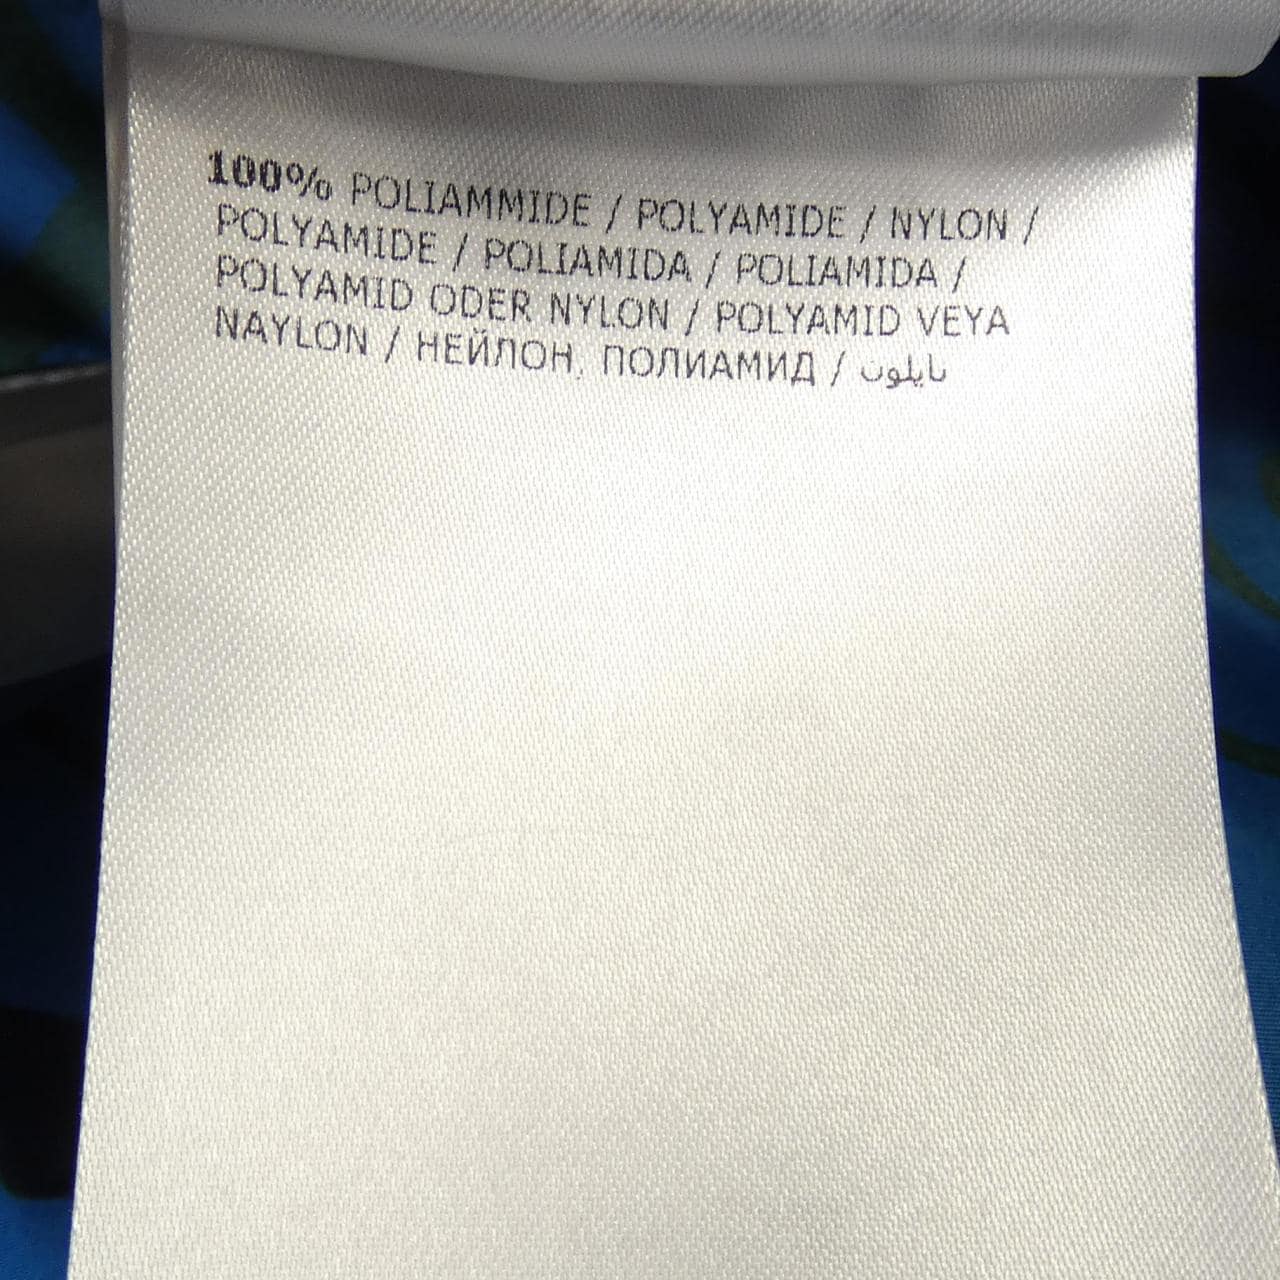 100% POLIAMMIDE / POLYAMIDE / NYLON /
POLYAMIDE / POLIAMIDA / POLIAMIDA /
POLYAMID ODER NYLON / POLYAMID VEYA
NAYLON / НЕЙЛОН, ПОЛИАМИД / نايلون